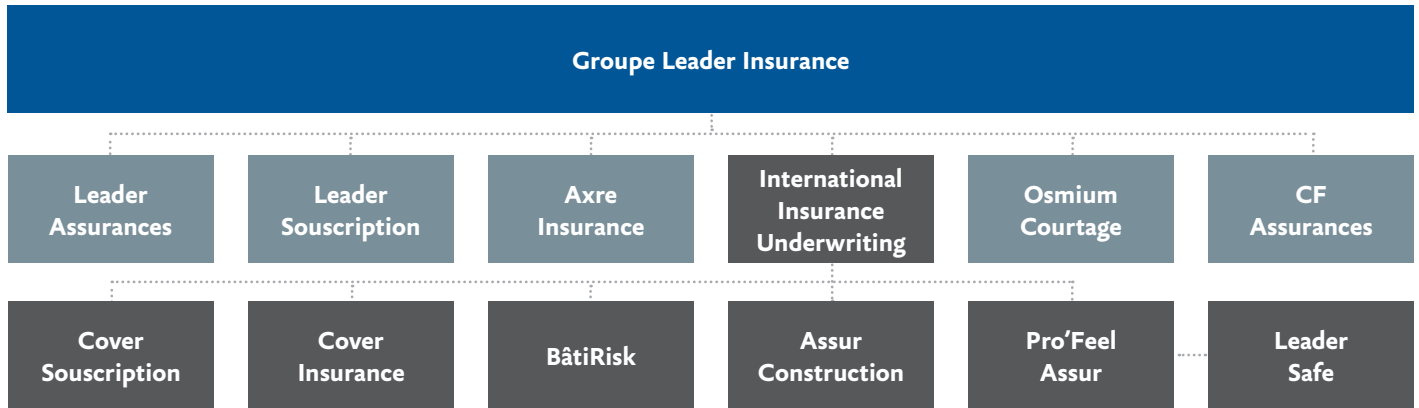 Groupe Leader Insurance
Leader
Assurances
Leader
Souscription
Axre
Insurance
International
Insurance
Underwriting
Osmium
Courtage
CF
Assurances
Cover
Souscription
Cover
Insurance
BâtiRisk
Assur
Construction
Pro’Feel
Assur
Leader
Safe